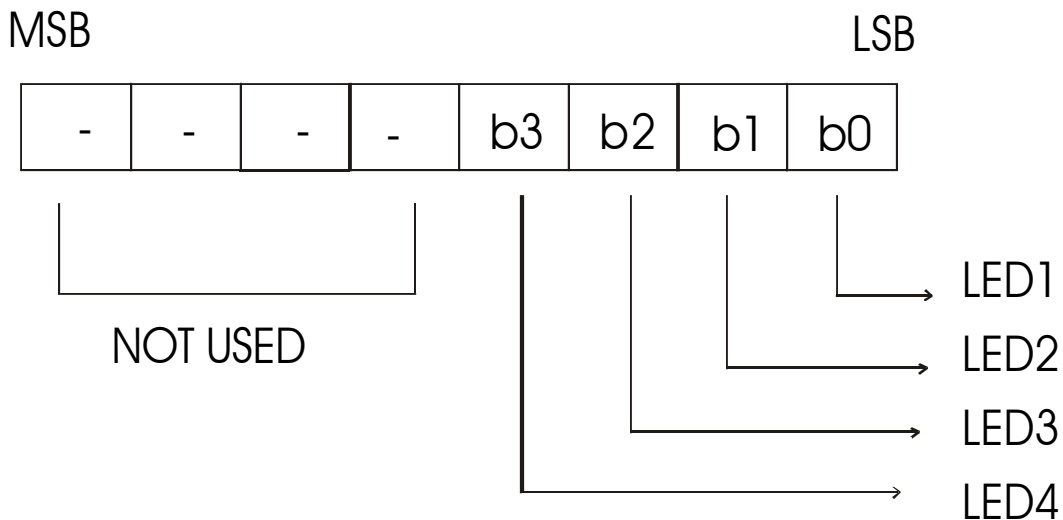 MSB LSB
- - - - b3 b2 b1 b0
LED1
NOT USED
LED2
LED3
LED4